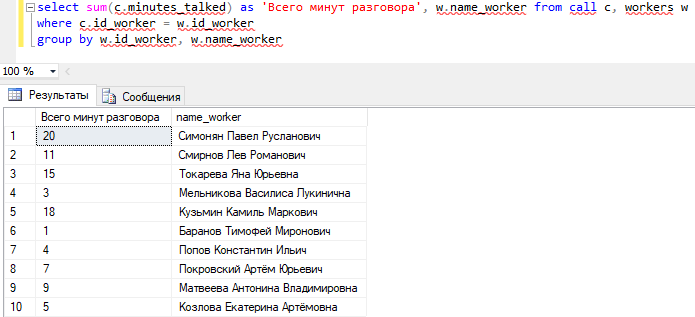 select sum(c.minutes_talked) as 'Всего минут разговора', w.name_worker from call c, workers w
where c.id_worker = w.id_worker
group by w.id_worker, w.name_worker
100 %
Результаты Сообщения
Всего минут разговора name_worker
1 20 Симонян Павел Русланович
2 11 Смирнов Лев Романович
3 15 Токарева Яна Юрьевна
4 3 Мельникова Василиса Лукинична
5 18 Кузьмин Камиль Маркович
6 1 Баранов Тимофей Миронович
7 4 Попов Константин Ильич
8 7 Покровский Артём Юрьевич
9 9 Матвеева Антонина Владимировна
10 5 Козлова Екатерина Артёмовна